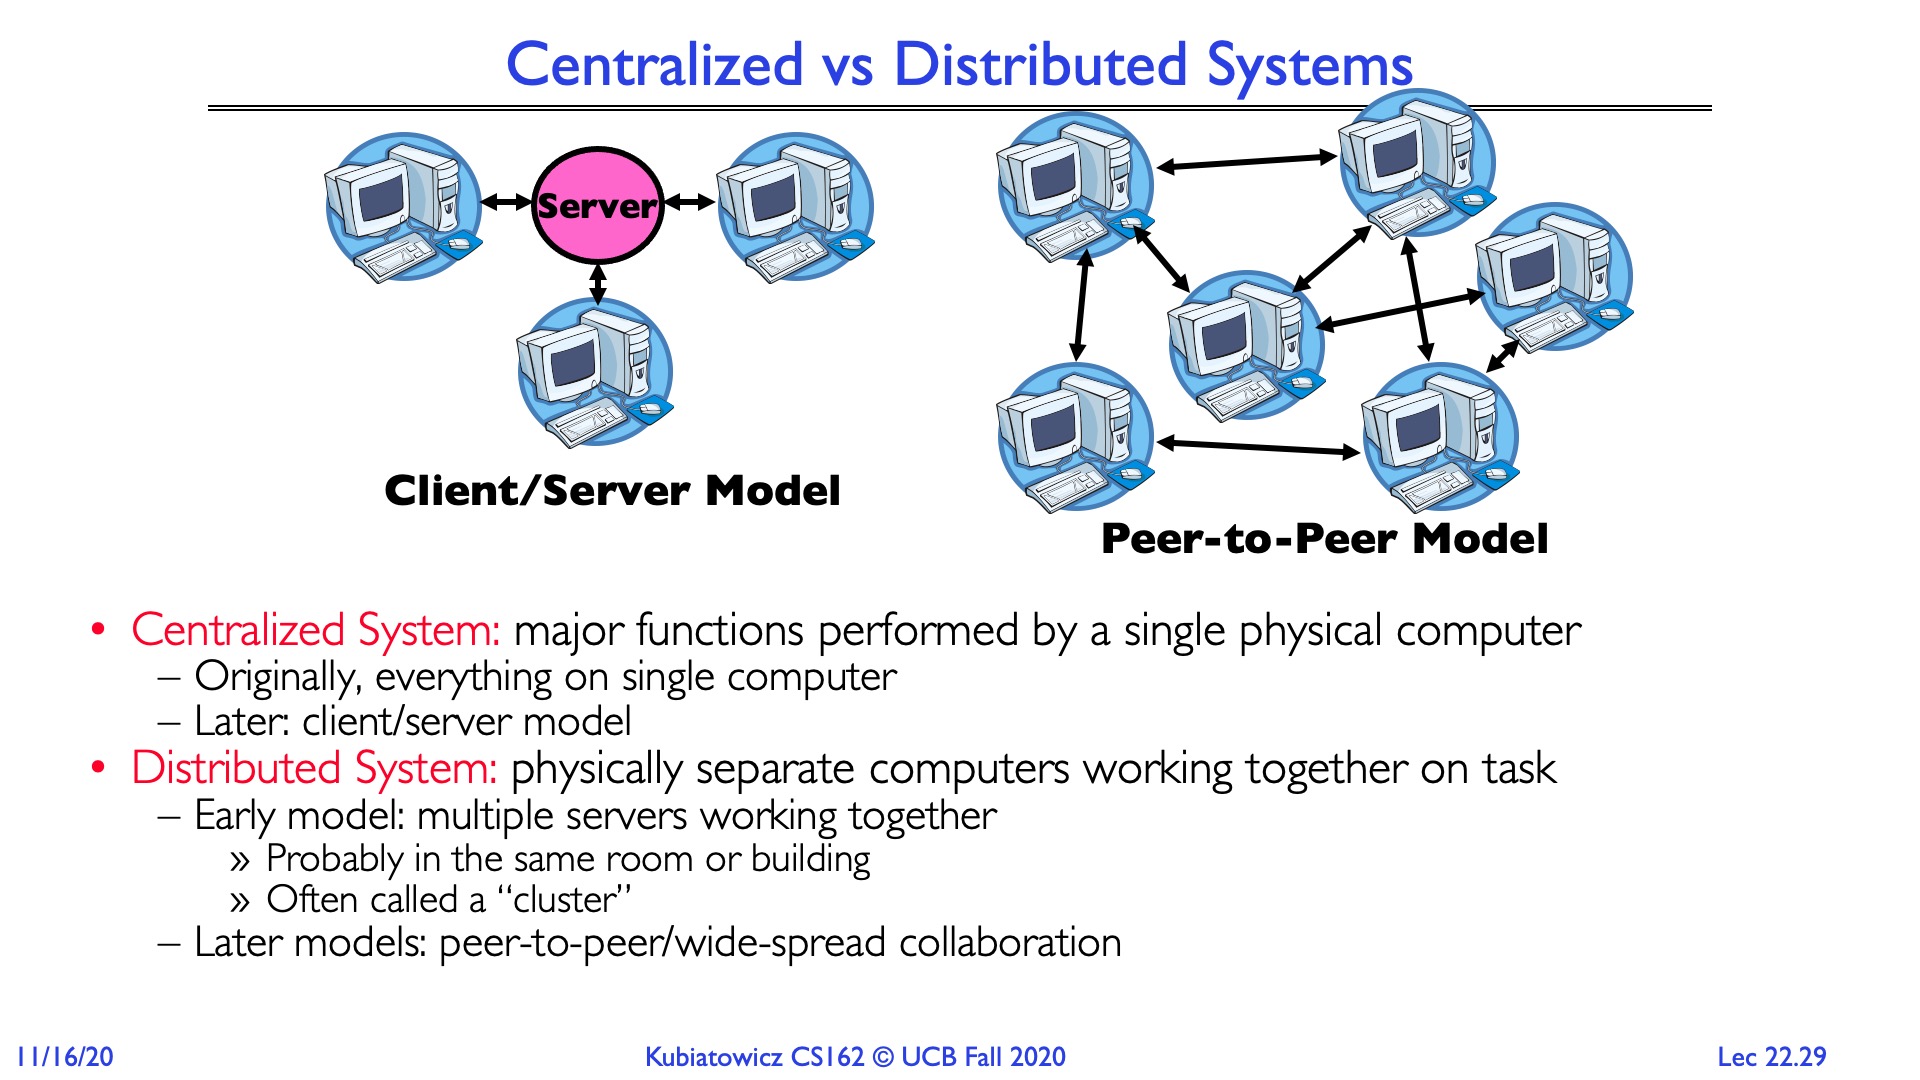 Centralized vs Distributed Systems
Server
Client/Server Model
Peer-to-Peer Model
• Centralized System: major functions performed by a single physical computer
– Originally, everything on single computer
– Later: client/server model
• Distributed System: physically separate computers working together on task
– Early model: multiple servers working together
» Probably in the same room or building
» Often called a “cluster”
– Later models: peer-to-peer/wide-spread collaboration
11/16/20
Kubiatowicz CS162 © UCB Fall 2020
Lec 22.29